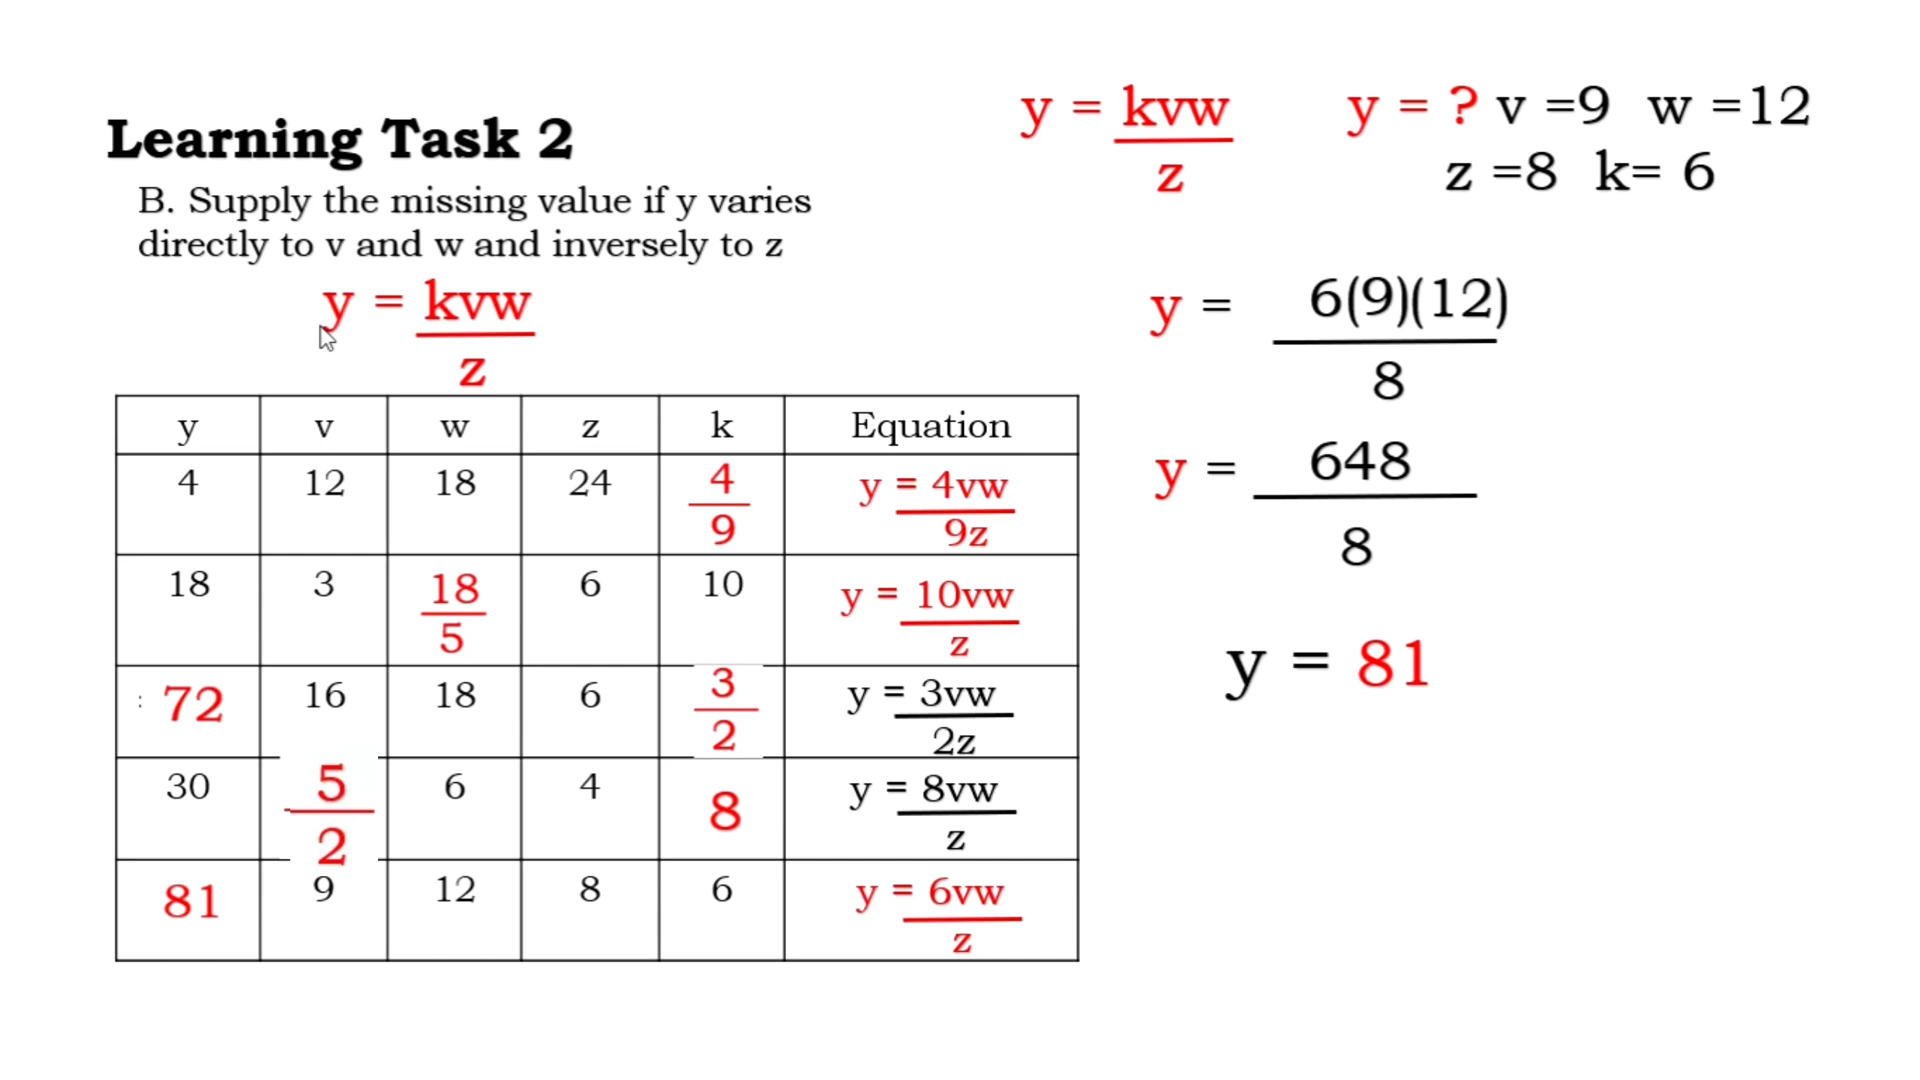 Learning Task 2
B. Supply the missing value if y varies
directly to v and w and inversely to z
y = kvw
z
y v w z k Equation
4 12 18 24 4 y = 4vw
9 9z
18 3 18 6 10 y = 10vw
5 z
: 72 16 18 6 3 y = 3vw
2 2z
30 5 6 4 8 y = 8vw
2 z
81 9 12 8 6 y = 6vw
z
y = kvw
z
y = ? v =9 w =12
z =8 k= 6
y = 6(9)(12)
8
y = 648
8
y = 81